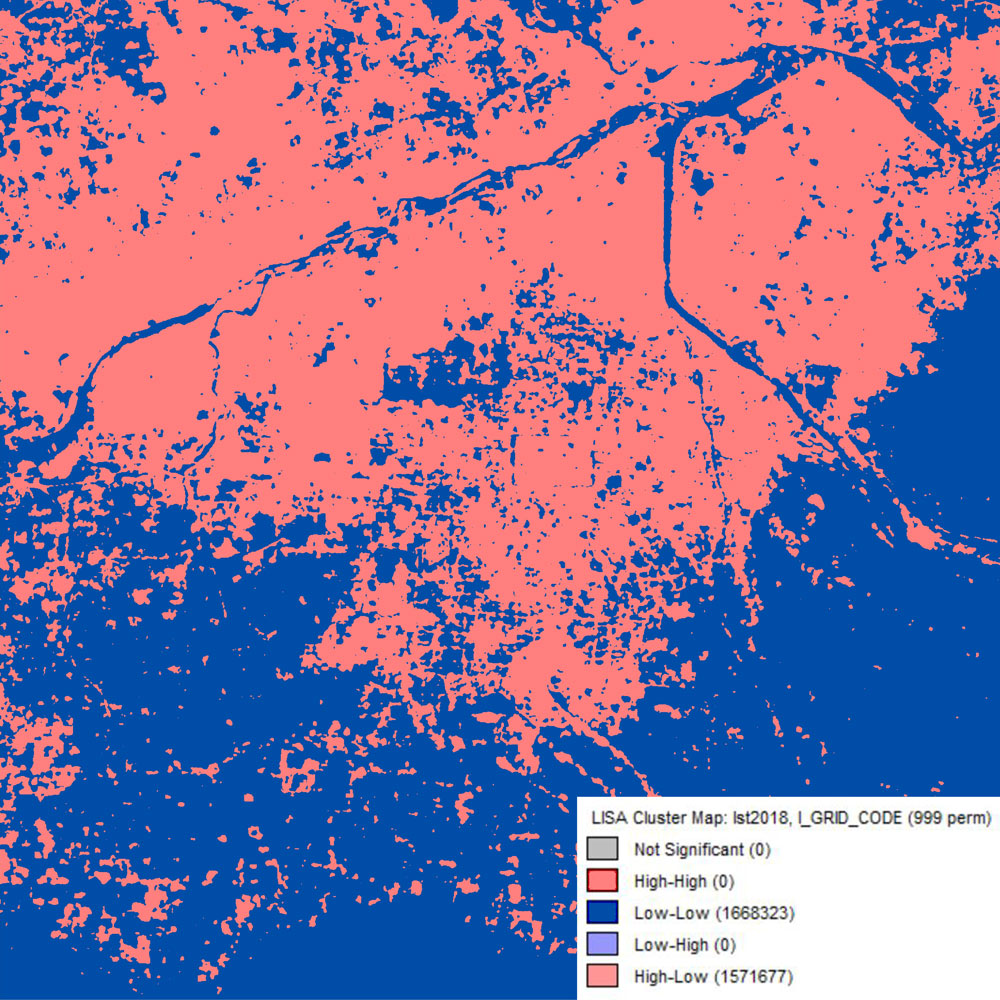 LISA Cluster Map: lst2018, I_GRID_CODE (999 perm)
Not Significant (0)
High-High (0)
Low-Low (1668323)
Low-High (0)
High-Low (1571677)